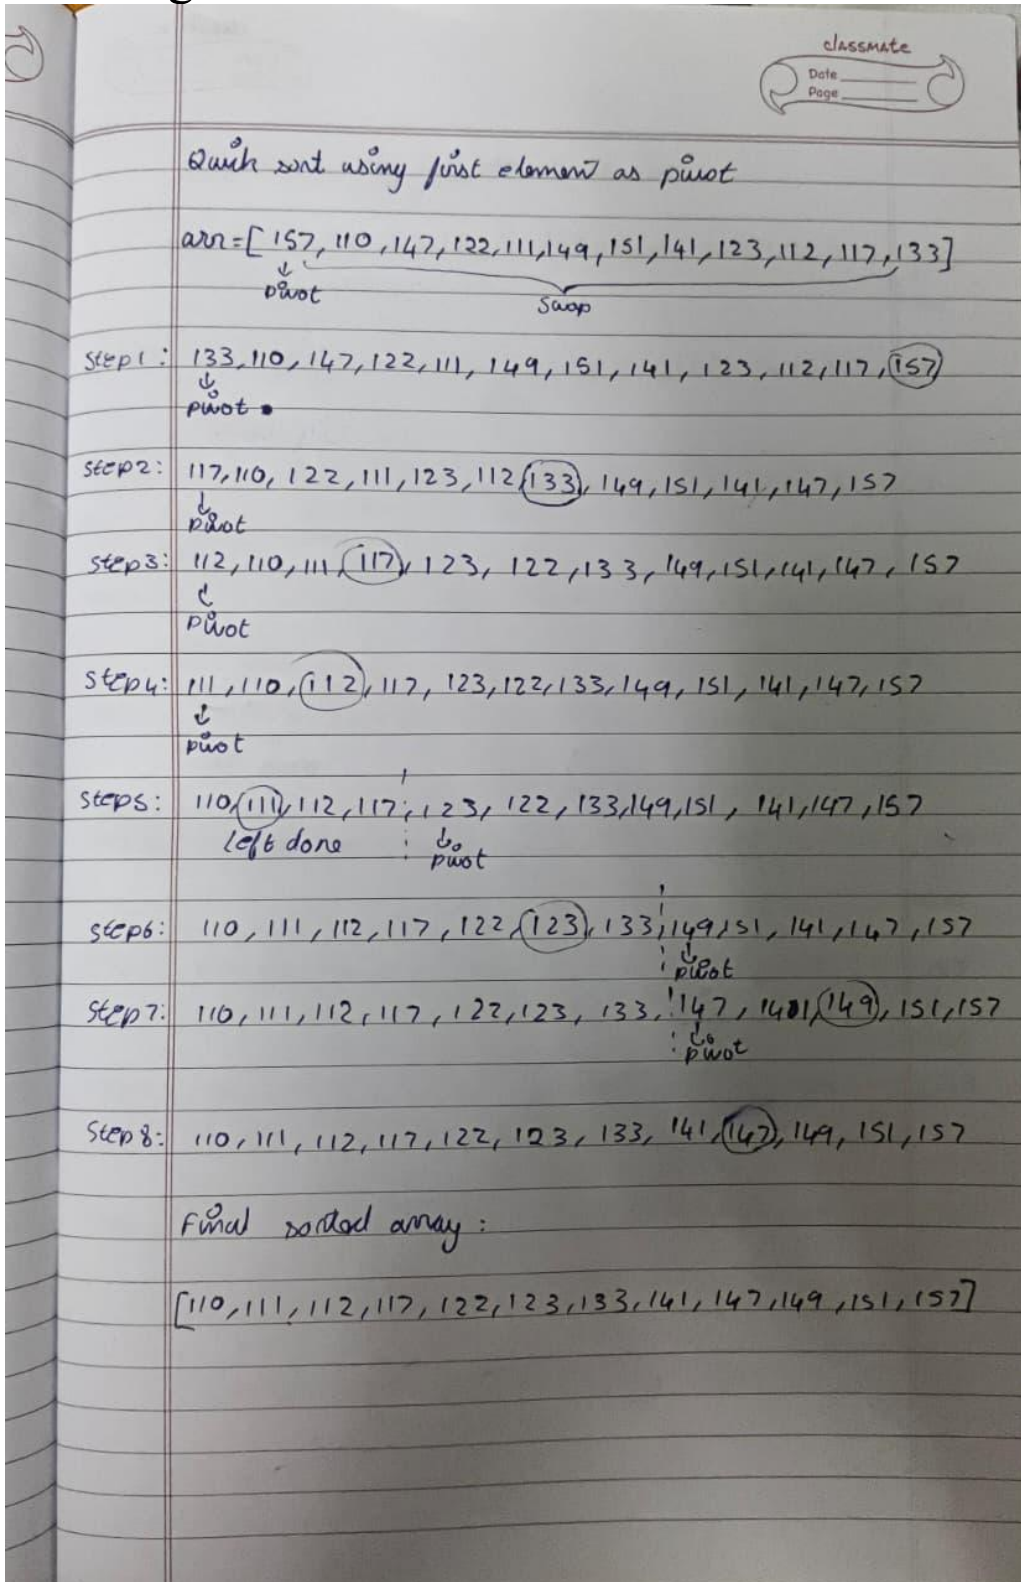 classmate
Date
Page
Quick sort using first element as pivot
arr=[157,110,147,122,111,149,151,141,123,112,117,133]
pivot
swap
Step1: 133,110,147,122,111,149,151,141,123,112,117,157
pivot
Step2: 117,110,122,111,123,112,133,149,151,141,147,157
pivot
Step3: 112,110,111,117,123,122,133,149,151,141,147,157
pivot
Step4: 111,110,112,117,123,122,133,149,151,141,147,157
pivot
Step5: 110,111,112,117,123,122,133,149,151,141,147,157
left done pivot
Step6: 110,111,112,117,122,123,133,149,151,141,147,157
pivot
Step7: 110,111,112,117,122,123,133,147,141,149,151,157
pivot
Step8: 110,111,112,117,122,123,133,141,147,149,151,157
Final sorted array:
[110,111,112,117,122,123,133,141,147,149,151,157]